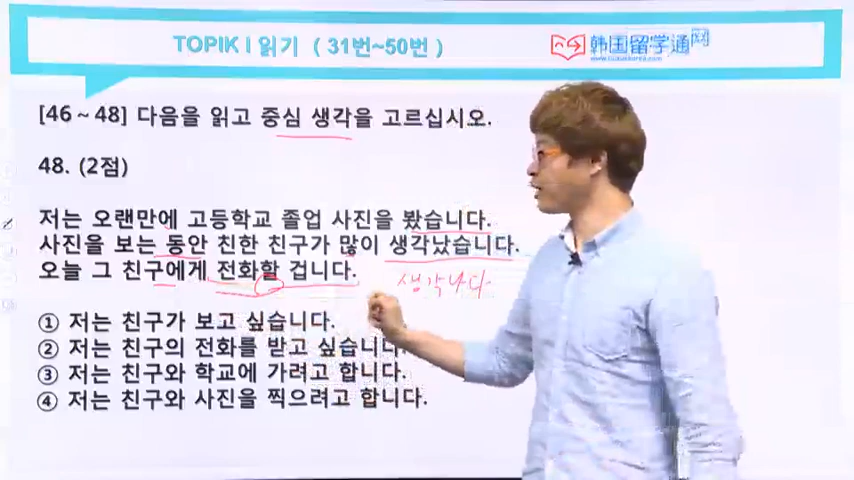 TOPIK I 읽기 ( 31번~50번 )
韩国留学通网
[46 ~ 48] 다음을 읽고 중심 생각을 고르십시오.
48. (2점)
저는 오랜만에 고등학교 졸업 사진을 봤습니다.
사진을 보는 동안 친한 친구가 많이 생각났습니다.
오늘 그 친구에게 전화할 겁니다.
생각나다
① 저는 친구가 보고 싶습니다.
② 저는 친구의 전화를 받고 싶습니다.
③ 저는 친구와 학교에 가려고 합니다.
④ 저는 친구와 사진을 찍으려고 합니다.